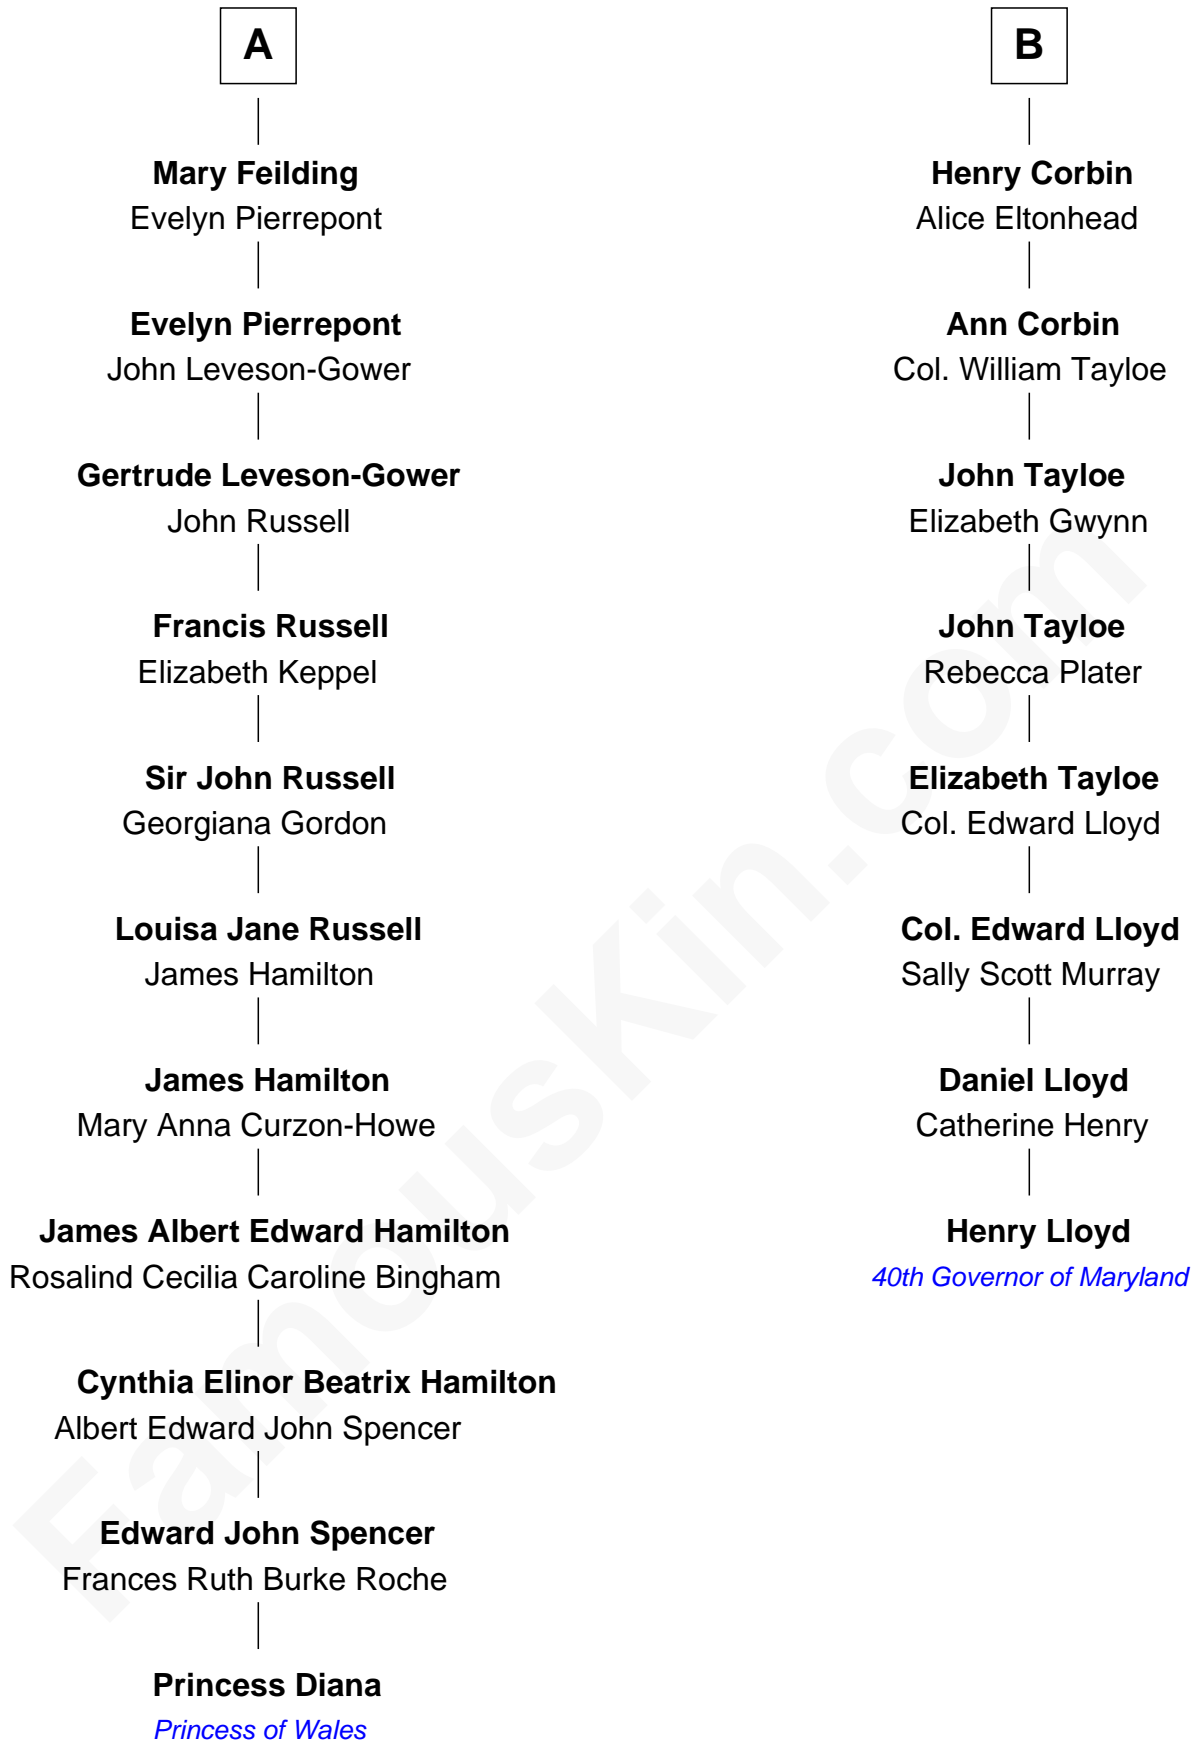 A
Mary Feilding
Evelyn Pierrepont
Evelyn Pierrepont
John Leveson-Gower
Gertrude Leveson-Gower
John Russell
Francis Russell
Elizabeth Keppel
Sir John Russell
Georgiana Gordon
Louisa Jane Russell
James Hamilton
James Hamilton
Mary Anna Curzon-Howe
James Albert Edward Hamilton
Rosalind Cecilia Caroline Bingham
Cynthia Elinor Beatrix Hamilton
Albert Edward John Spencer
Edward John Spencer
Frances Ruth Burke Roche
Princess Diana
Princess of Wales
B
Henry Corbin
Alice Eltonhead
Ann Corbin
Col. William Tayloe
John Tayloe
Elizabeth Gwynn
John Tayloe
Rebecca Plater
Elizabeth Tayloe
Col. Edward Lloyd
Col. Edward Lloyd
Sally Scott Murray
Daniel Lloyd
Catherine Henry
Henry Lloyd
40th Governor of Maryland
FamousKin.com